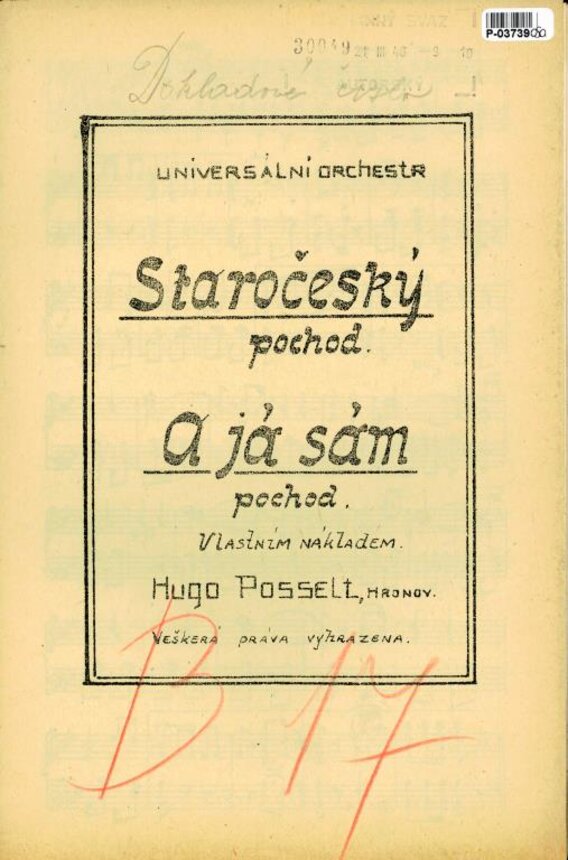 P-03739
30049
Dokladové
UNIVERSÁLNÍ ORCHESTR
Staročeský
pochod.
A já sám
pochod.
VLASTNÍM NÁKLADEM.
HUGO POSSELT, HRONOV.
VEŠKERÁ PRÁVA VYHRAZENA.
B 17